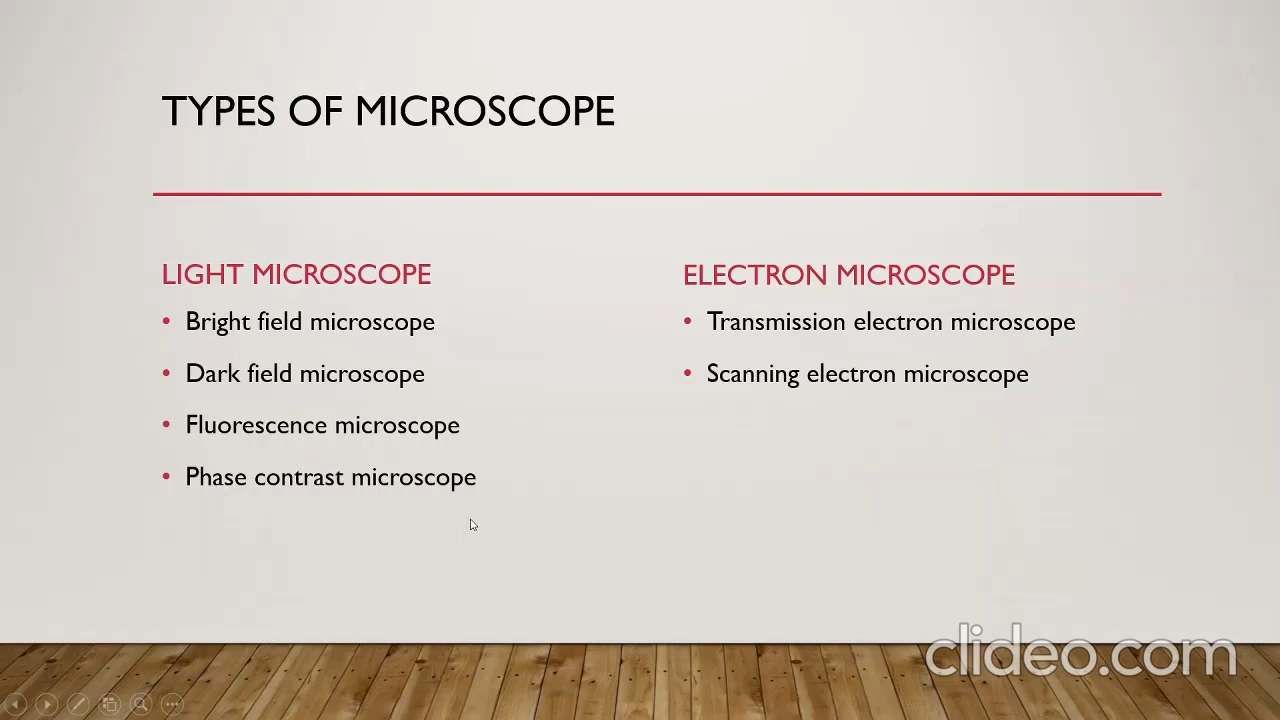 TYPES OF MICROSCOPE
LIGHT MICROSCOPE
• Bright field microscope
• Dark field microscope
• Fluorescence microscope
• Phase contrast microscope
ELECTRON MICROSCOPE
• Transmission electron microscope
• Scanning electron microscope
clideo.com